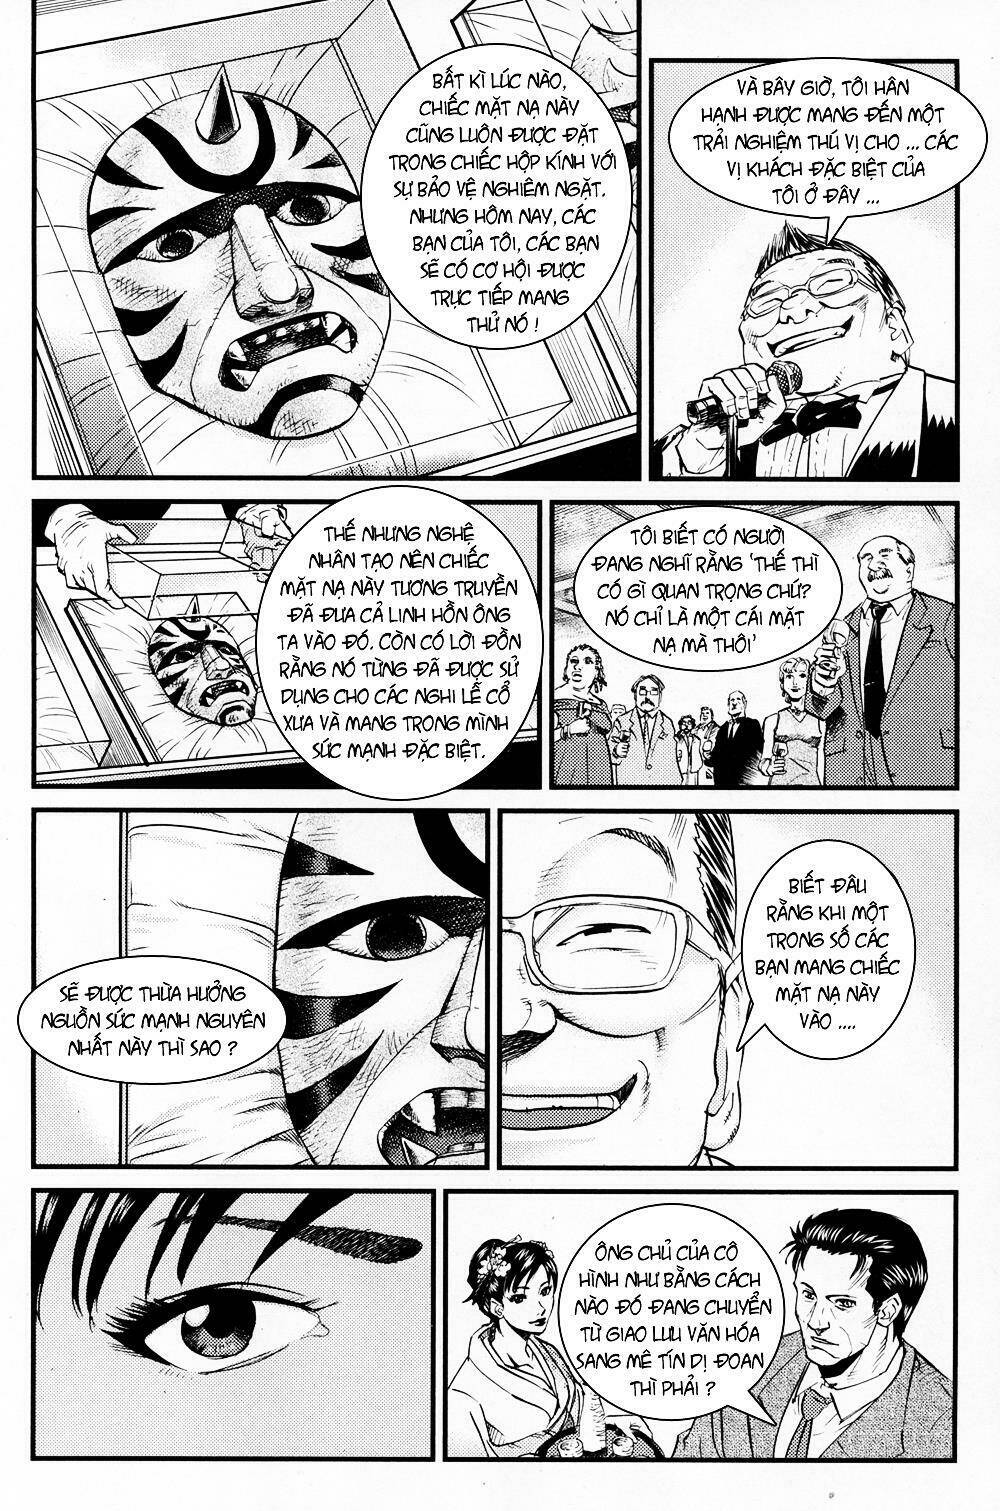 VÀ BÂY GIỜ, TÔI HÂN
HẠNH ĐƯỢC MANG ĐẾN MỘT
TRẢI NGHIỆM THÚ VỊ CHO ... CÁC
VỊ KHÁCH ĐẶC BIỆT CỦA
TÔI Ở ĐÂY ...
BẤT KÌ LÚC NÀO,
CHIẾC MẶT NẠ NÀY
CŨNG LUÔN ĐƯỢC ĐẶT
TRONG CHIẾC HỘP KÍNH VỚI
SỰ BẢO VỆ NGHIÊM NGẶT.
NHƯNG HÔM NAY, CÁC
BẠN CỦA TÔI, CÁC BẠN
SẼ CÓ CƠ HỘI ĐƯỢC
TRỰC TIẾP MANG
THỬ NÓ !
TÔI BIẾT CÓ NGƯỜI
ĐANG NGHĨ RẰNG 'THẾ THÌ
CÓ GÌ QUAN TRỌNG CHỨ?
NÓ CHỈ LÀ MỘT CÁI MẶT
NẠ MÀ THÔI'
THẾ NHƯNG NGHỆ
NHÂN TẠO NÊN CHIẾC
MẶT NẠ NÀY TƯƠNG TRUYỀN
ĐÃ ĐƯA CẢ LINH HỒN ÔNG
TA VÀO ĐÓ. CÒN CÓ LỜI ĐỒN
RẰNG NÓ TỪNG ĐÃ ĐƯỢC SỬ
DỤNG CHO CÁC NGHI LỄ CỔ
XƯA VÀ MANG TRONG MÌNH
SỨC MẠNH ĐẶC BIỆT.
BIẾT ĐÂU
RẰNG KHI MỘT
TRONG SỐ CÁC
BẠN MANG CHIẾC
MẶT NẠ NÀY
VÀO ....
SẼ ĐƯỢC THỪA HƯỞNG
NGUỒN SỨC MẠNH NGUYÊN
NHẤT NÀY THÌ SAO ?
ÔNG CHỦ CỦA CÔ
HÌNH NHƯ BẰNG CÁCH
NÀO ĐÓ ĐANG CHUYỂN
TỪ GIAO LƯU VĂN HÓA
SANG MÊ TÍN DỊ ĐOAN
THÌ PHẢI ?